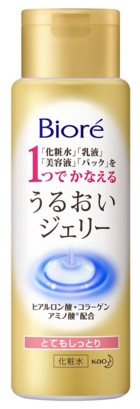 Bioré
「化粧水」「乳液」
「美容液」「パック」を
1つでかなえる
うるおい
ジェリー
ヒアルロン酸・コラーゲン
アミノ酸*配合
とてもしっとり
化粧水 Kao